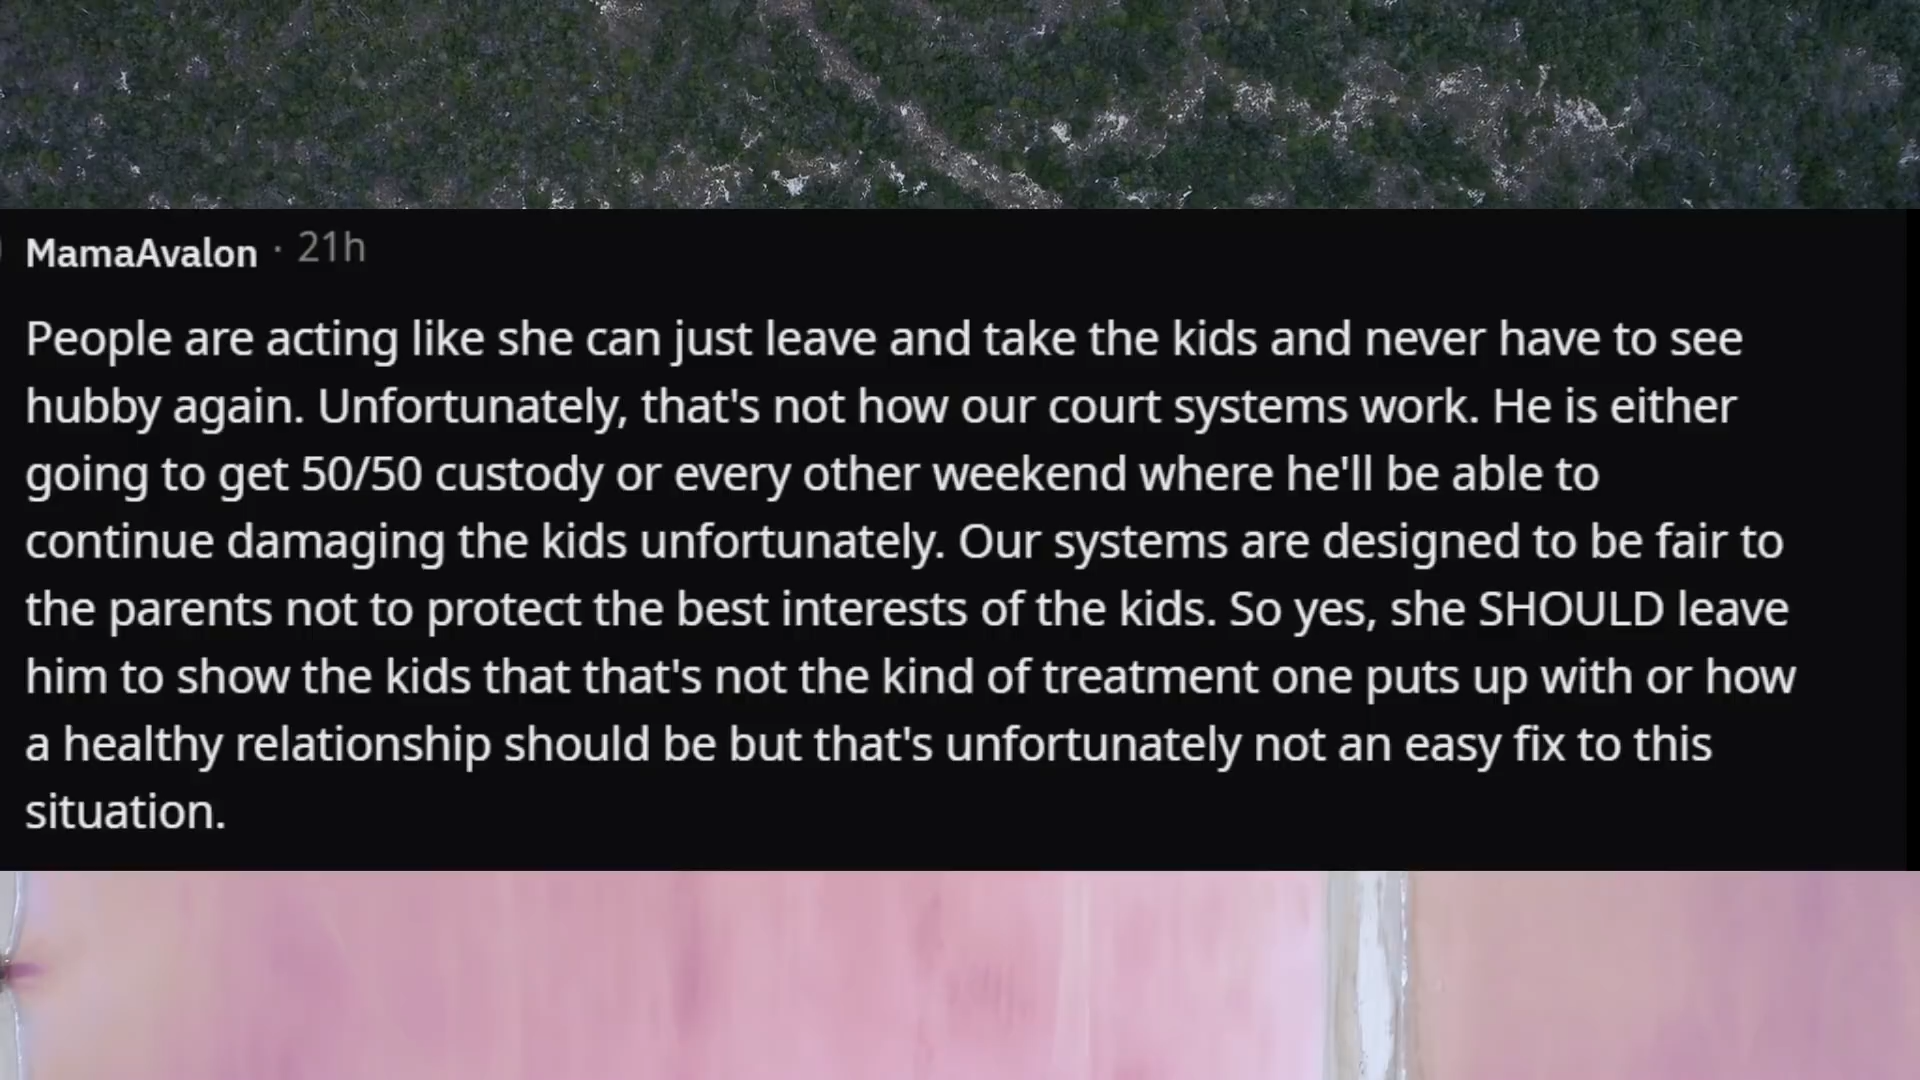 MamaAvalon · 21h
People are acting like she can just leave and take the kids and never have to see
hubby again. Unfortunately, that's not how our court systems work. He is either
going to get 50/50 custody or every other weekend where he'll be able to
continue damaging the kids unfortunately. Our systems are designed to be fair to
the parents not to protect the best interests of the kids. So yes, she SHOULD leave
him to show the kids that that's not the kind of treatment one puts up with or how
a healthy relationship should be but that's unfortunately not an easy fix to this
situation.